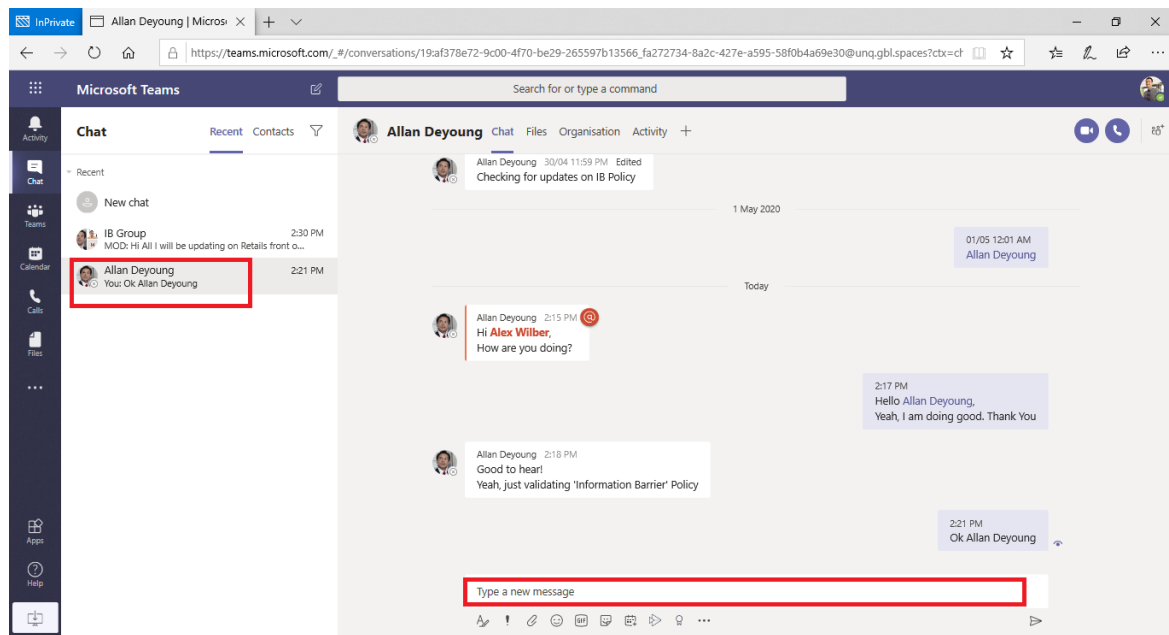 InPrivate
Allan Deyoung | Microso
https://teams.microsoft.com/_#/conversations/19:af378e72-9c00-4f70-be29-265597b13566_fa272734-8a2c-427e-a595-58f0b4a69e30@unq.gbl.spaces?ctx=ch
Microsoft Teams
Search for or type a command
Activity
Chat
Teams
Calendar
Calls
Files
Apps
Help
Chat Recent Contacts
Recent
New chat
IB Group 2:30 PM
MOD: Hi All I will be updating on Retails front o...
Allan Deyoung 2:21 PM
You: Ok Allan Deyoung
Allan Deyoung Chat Files Organisation Activity
Allan Deyoung 30/04 11:59 PM Edited
Checking for updates on IB Policy
1 May 2020
01/05 12:01 AM
Allan Deyoung
Today
Allan Deyoung 2:15 PM
Hi Alex Wilber,
How are you doing?
2:17 PM
Hello Allan Deyoung,
Yeah, I am doing good. Thank You
Allan Deyoung 2:18 PM
Good to hear!
Yeah, just validating 'Information Barrier' Policy
2:21 PM
Ok Allan Deyoung
Type a new message
GIF